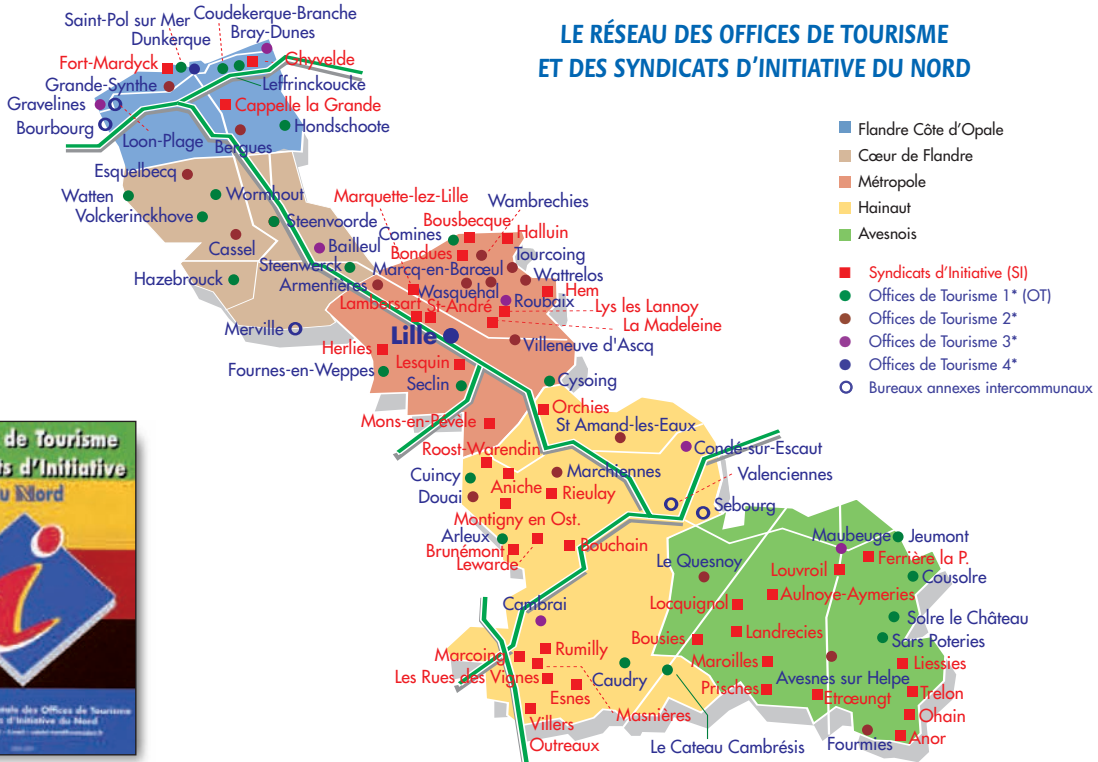 LE RÉSEAU DES OFFICES DE TOURISME
ET DES SYNDICATS D'INITIATIVE DU NORD
Flandre Côte d'Opale
Cœur de Flandre
Métropole
Hainaut
Avesnois
Syndicats d'Initiative (SI)
Offices de Tourisme 1* (OT)
Offices de Tourisme 2*
Offices de Tourisme 3*
Offices de Tourisme 4*
Bureaux annexes intercommunaux
Saint-Pol sur Mer
Coudekerque-Branche
Dunkerque
Bray-Dunes
Fort-Mardyck
Ghyvelde
Grande-Synthe
Leffrinckoucke
Gravelines
Cappelle la Grande
Bourbourg
Hondschoote
Loon-Plage
Bergues
Esquelbecq
Watten
Wormhout
Volckerinckhove
Steenvoorde
Cassel
Bailleul
Steenwerck
Hazebrouck
Armentières
Merville
Marquette-lez-Lille
Wambrechies
Bousbecque
Comines
Halluin
Bondues
Tourcoing
Marcq-en-Barœul
Wattrelos
Wasquehal
Hem
Roubaix
Lambersart
St-André
Lys les Lannoy
La Madeleine
Lille
Villeneuve d'Ascq
Herlies
Lesquin
Fournes-en-Weppes
Seclin
Cysoing
Orchies
Mons-en-Pévèle
St Amand-les-Eaux
Roost-Warendin
Condé-sur-Escaut
Cuincy
Marchiennes
Valenciennes
Aniche
Douai
Rieulay
Sebourg
Montigny en Ost.
Arleux
Brunémont
Bouchain
Lewarde
Maubeuge
Jeumont
Le Quesnoy
Ferrière la P.
Louvroil
Cousolre
Aulnoye-Aymeries
Locquignol
Cambrai
Solre le Château
Landrecies
Bousies
Sars Poteries
Rumilly
Marcoing
Maroilles
Liessies
Les Rues des Vignes
Caudry
Avesnes sur Helpe
Prisches
Etrœungt
Trelon
Esnes
Masnières
Ohain
Villers
Outreaux
Le Cateau Cambrésis
Fourmies
Anor
de Tourisme
ts d'Initiative
u Nord
i
tale des Offices de Tourisme
s d'Initiative du Nord